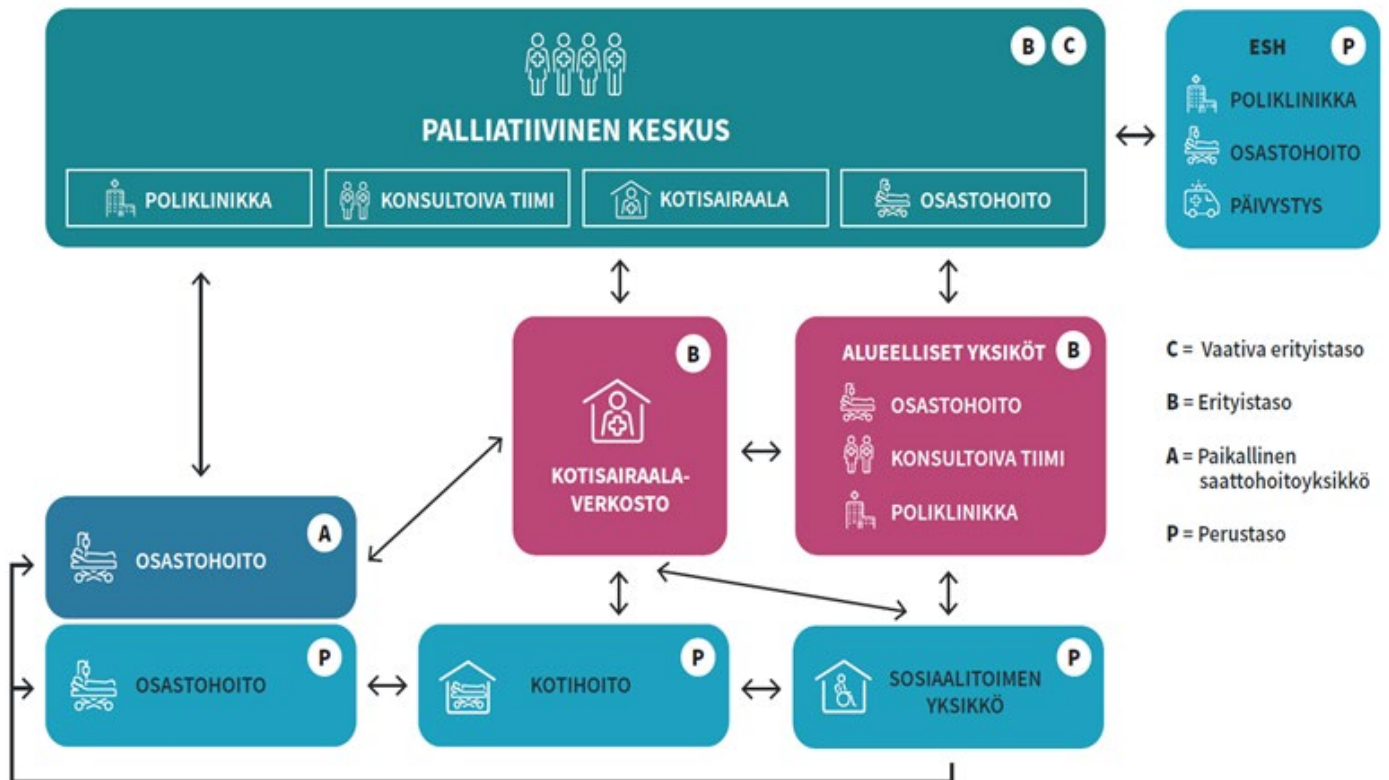 B C
PALLIATIIVINEN KESKUS
POLIKLINIKKA
KONSULTOIVA TIIMI
KOTISAIRAALA
OSASTOHOITO
ESH P
POLIKLINIKKA
OSASTOHOITO
PÄIVYSTYS
B
KOTISAIRAALA-
VERKOSTO
ALUEELLISET YKSIKÖT B
OSASTOHOITO
KONSULTOIVA TIIMI
POLIKLINIKKA
C = Vaativa erityistaso
B = Erityistaso
A = Paikallinen
saattohoitoyksikkö
P = Perustaso
OSASTOHOITO A
OSASTOHOITO P
KOTIHOITO P
SOSIAALITOIMEN P
YKSIKKÖ